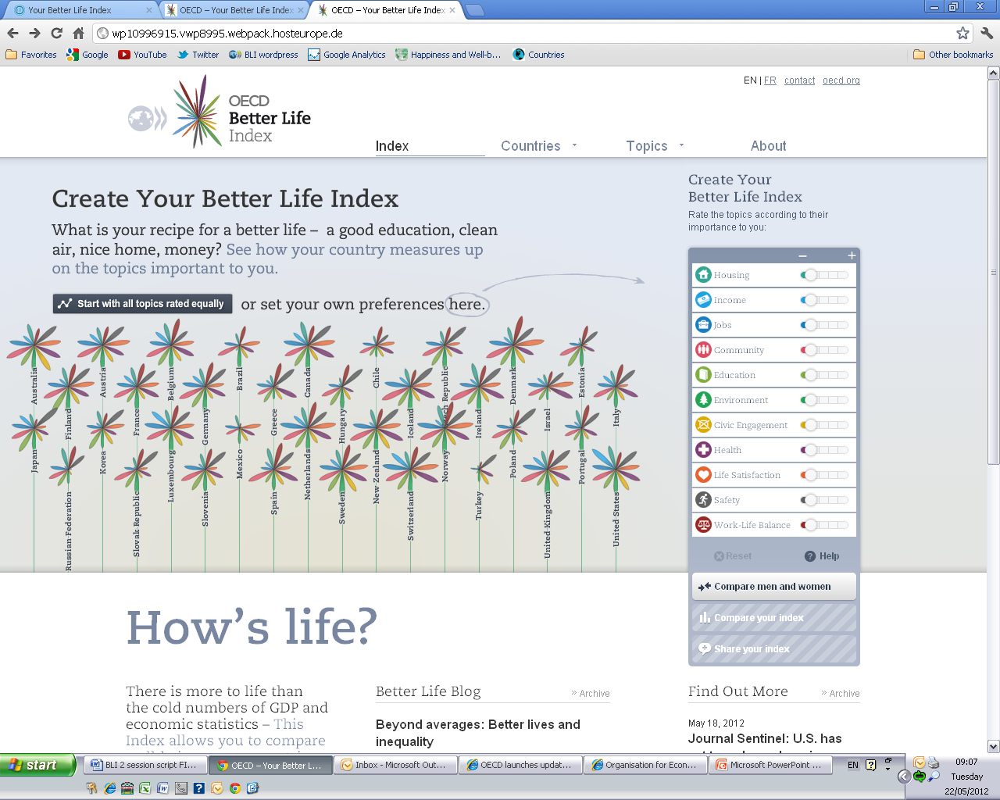 Your Better Life Index
OECD – Your Better Life Index
OECD – Your Better Life Index
wp10996915.vwp8995.webpack.hosteurope.de
Favorites
Google
YouTube
Twitter
BLI wordpress
Google Analytics
Happiness and Well-b...
Countries
Other bookmarks
EN | FR contact oecd.org
OECD
Better Life
Index
Index
Countries
Topics
About
Create Your Better Life Index
What is your recipe for a better life – a good education, clean
air, nice home, money? See how your country measures up
on the topics important to you.
Start with all topics rated equally
or set your own preferences here.
Australia
Austria
Belgium
Brazil
Canada
Chile
Czech Republic
Denmark
Estonia
Finland
France
Germany
Greece
Hungary
Iceland
Ireland
Israel
Italy
Japan
Korea
Luxembourg
Mexico
Netherlands
New Zealand
Norway
Poland
Portugal
Russian Federation
Slovak Republic
Slovenia
Spain
Sweden
Switzerland
Turkey
United Kingdom
United States
Create Your
Better Life Index
Rate the topics according to their
importance to you:
– +
Housing
Income
Jobs
Community
Education
Environment
Civic Engagement
Health
Life Satisfaction
Safety
Work-Life Balance
Reset
? Help
Compare men and women
Compare your index
Share your index
How's life?
There is more to life than
the cold numbers of GDP and
economic statistics – This
Index allows you to compare
Better Life Blog
» Archive
Beyond averages: Better lives and
inequality
Find Out More
» Archive
May 18, 2012
Journal Sentinel: U.S. has
start
BLI 2 session script FI...
OECD – Your Better L...
Inbox - Microsoft Out...
OECD launches updat...
Organisation for Econ...
Microsoft PowerPoint ...
EN
09:07
Tuesday
22/05/2012